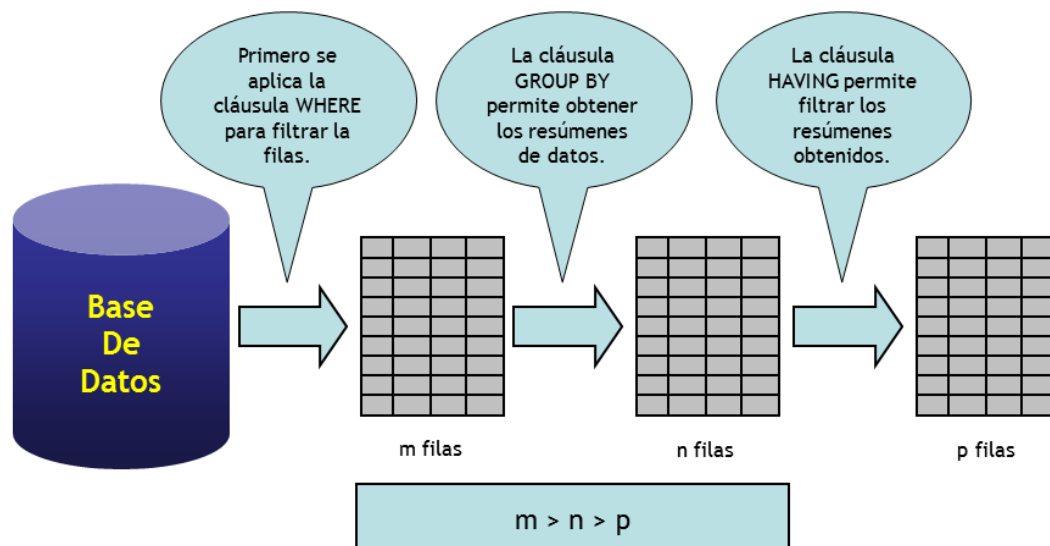 Primero se
aplica la
cláusula WHERE
para filtrar la
filas.
La cláusula
GROUP BY
permite obtener
los resúmenes
de datos.
La cláusula
HAVING permite
filtrar los
resúmenes
obtenidos.
Base
De
Datos
m filas
n filas
p filas
m > n > p